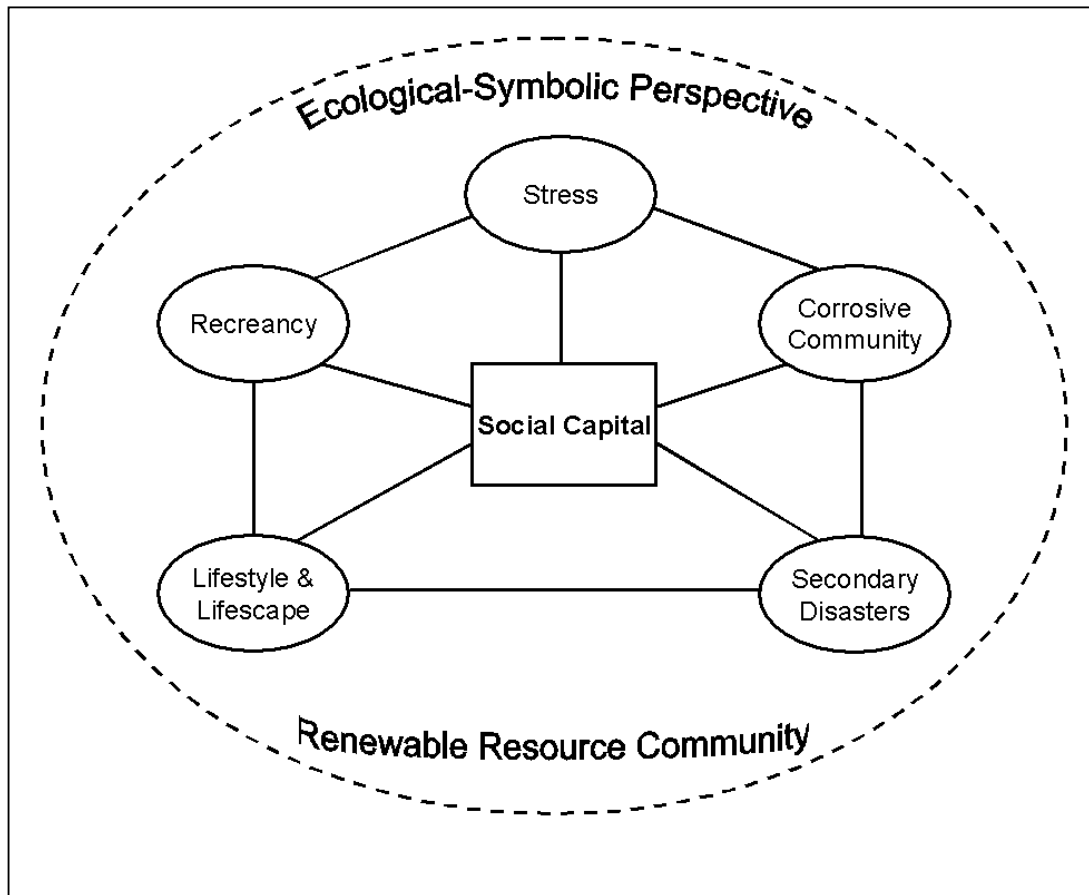 Ecological-Symbolic Perspective
Stress
Recreancy
Corrosive
Community
Social Capital
Lifestyle &
Lifescape
Secondary
Disasters
Renewable Resource Community